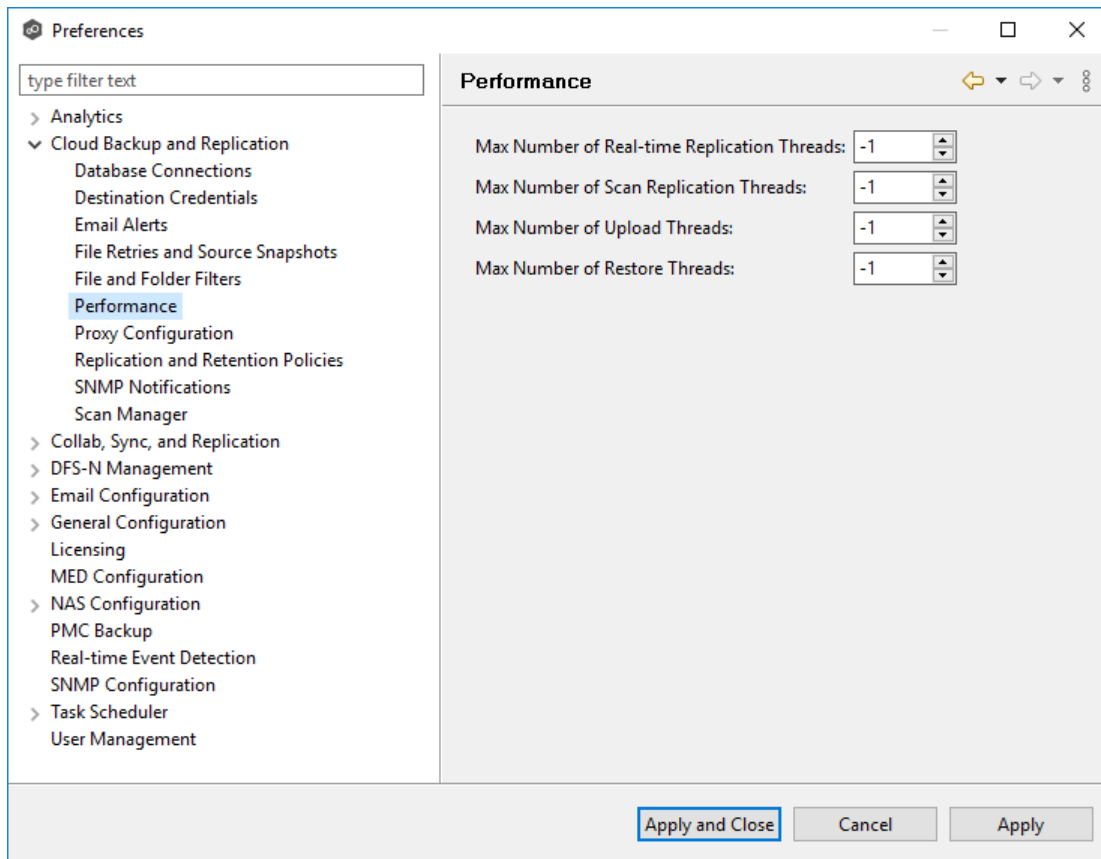 Preferences
type filter text
Analytics
Cloud Backup and Replication
Database Connections
Destination Credentials
Email Alerts
File Retries and Source Snapshots
File and Folder Filters
Performance
Proxy Configuration
Replication and Retention Policies
SNMP Notifications
Scan Manager
Collab, Sync, and Replication
DFS-N Management
Email Configuration
General Configuration
Licensing
MED Configuration
NAS Configuration
PMC Backup
Real-time Event Detection
SNMP Configuration
Task Scheduler
User Management
Performance
Max Number of Real-time Replication Threads: -1
Max Number of Scan Replication Threads: -1
Max Number of Upload Threads: -1
Max Number of Restore Threads: -1
Apply and Close Cancel Apply